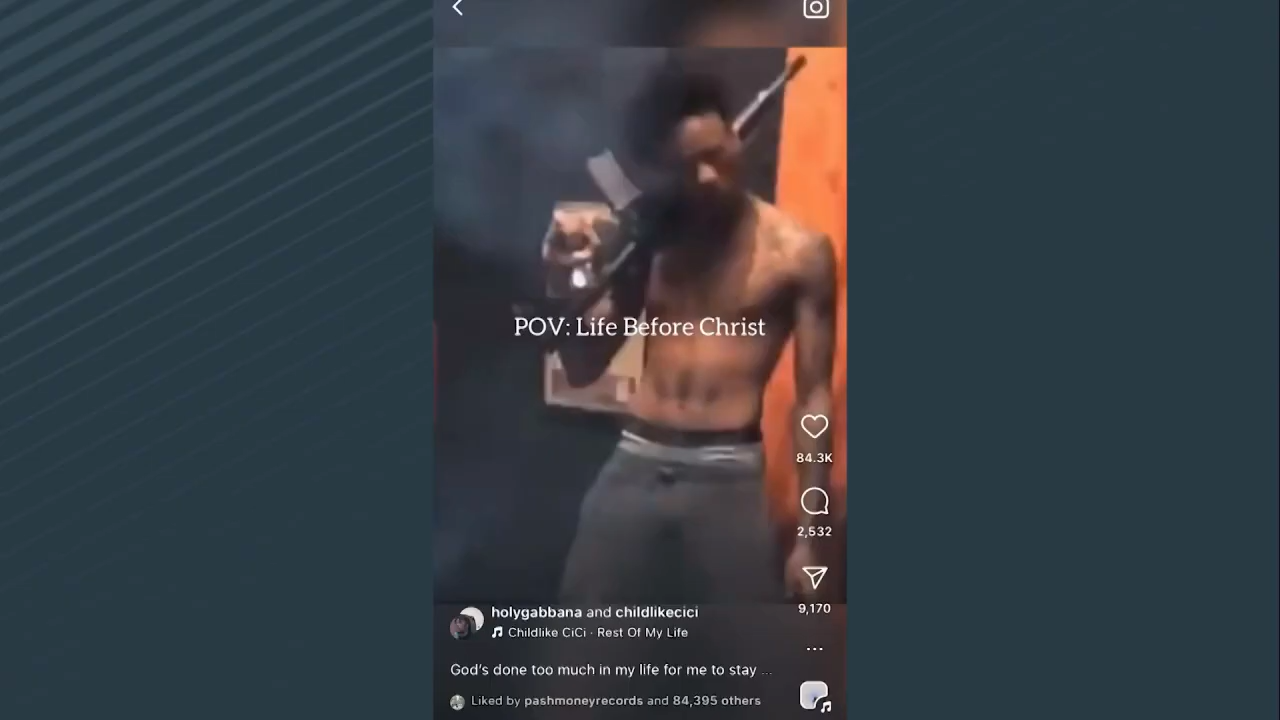 POV: Life Before Christ
84.3K
2,532
9,170
holygabbana and childlikecici
Childlike CiCi · Rest Of My Life
God's done too much in my life for me to stay ...
Liked by pashmoneyrecords and 84,395 others